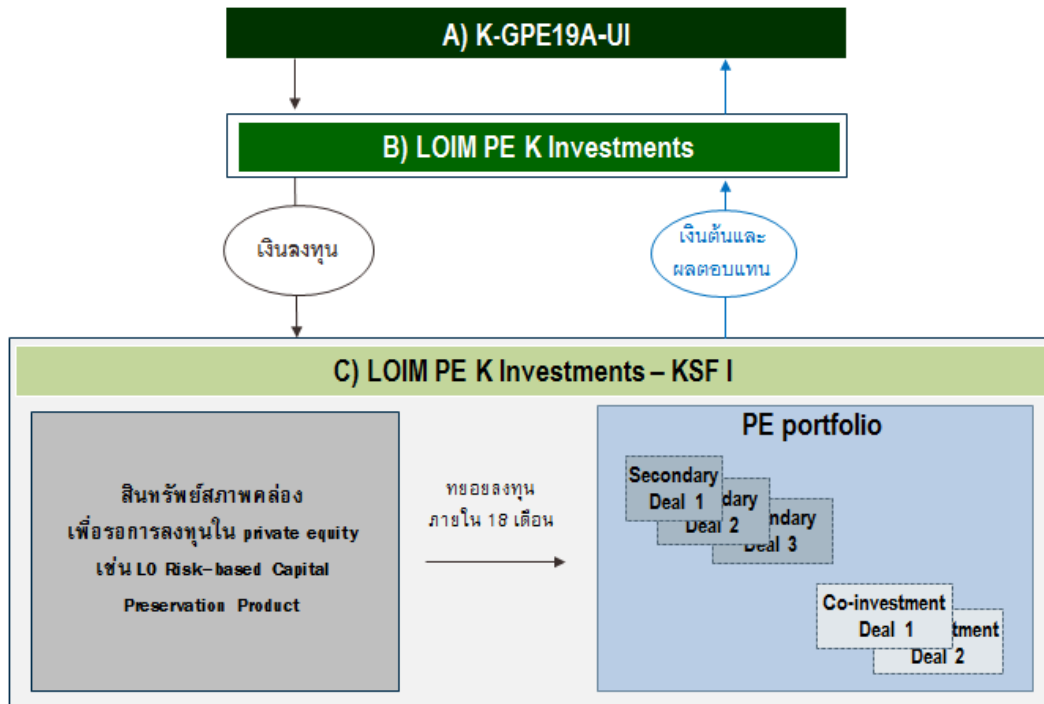 A) K-GPE19A-UI
B) LOIM PE K Investments
เงินลงทุน
เงินต้นและ
ผลตอบแทน
C) LOIM PE K Investments – KSF I
สินทรัพย์สภาพคล่อง
เพื่อรอการลงทุนใน private equity
เช่น LO Risk-based Capital
Preservation Product
ทยอยลงทุน
ภายใน 18 เดือน
PE portfolio
Secondary
Deal 1
dary
Deal 2
ndary
Deal 3
Co-investment
Deal 1
tment
Deal 2